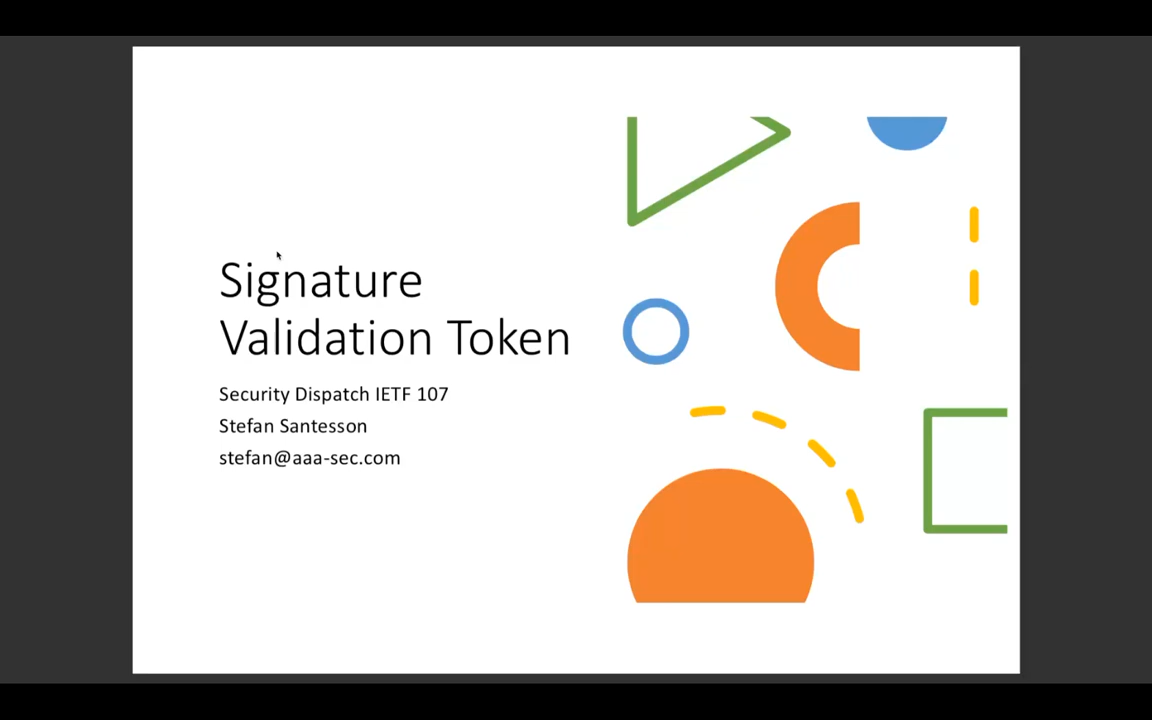 Signature
Validation Token
Security Dispatch IETF 107
Stefan Santesson
stefan@aaa-sec.com